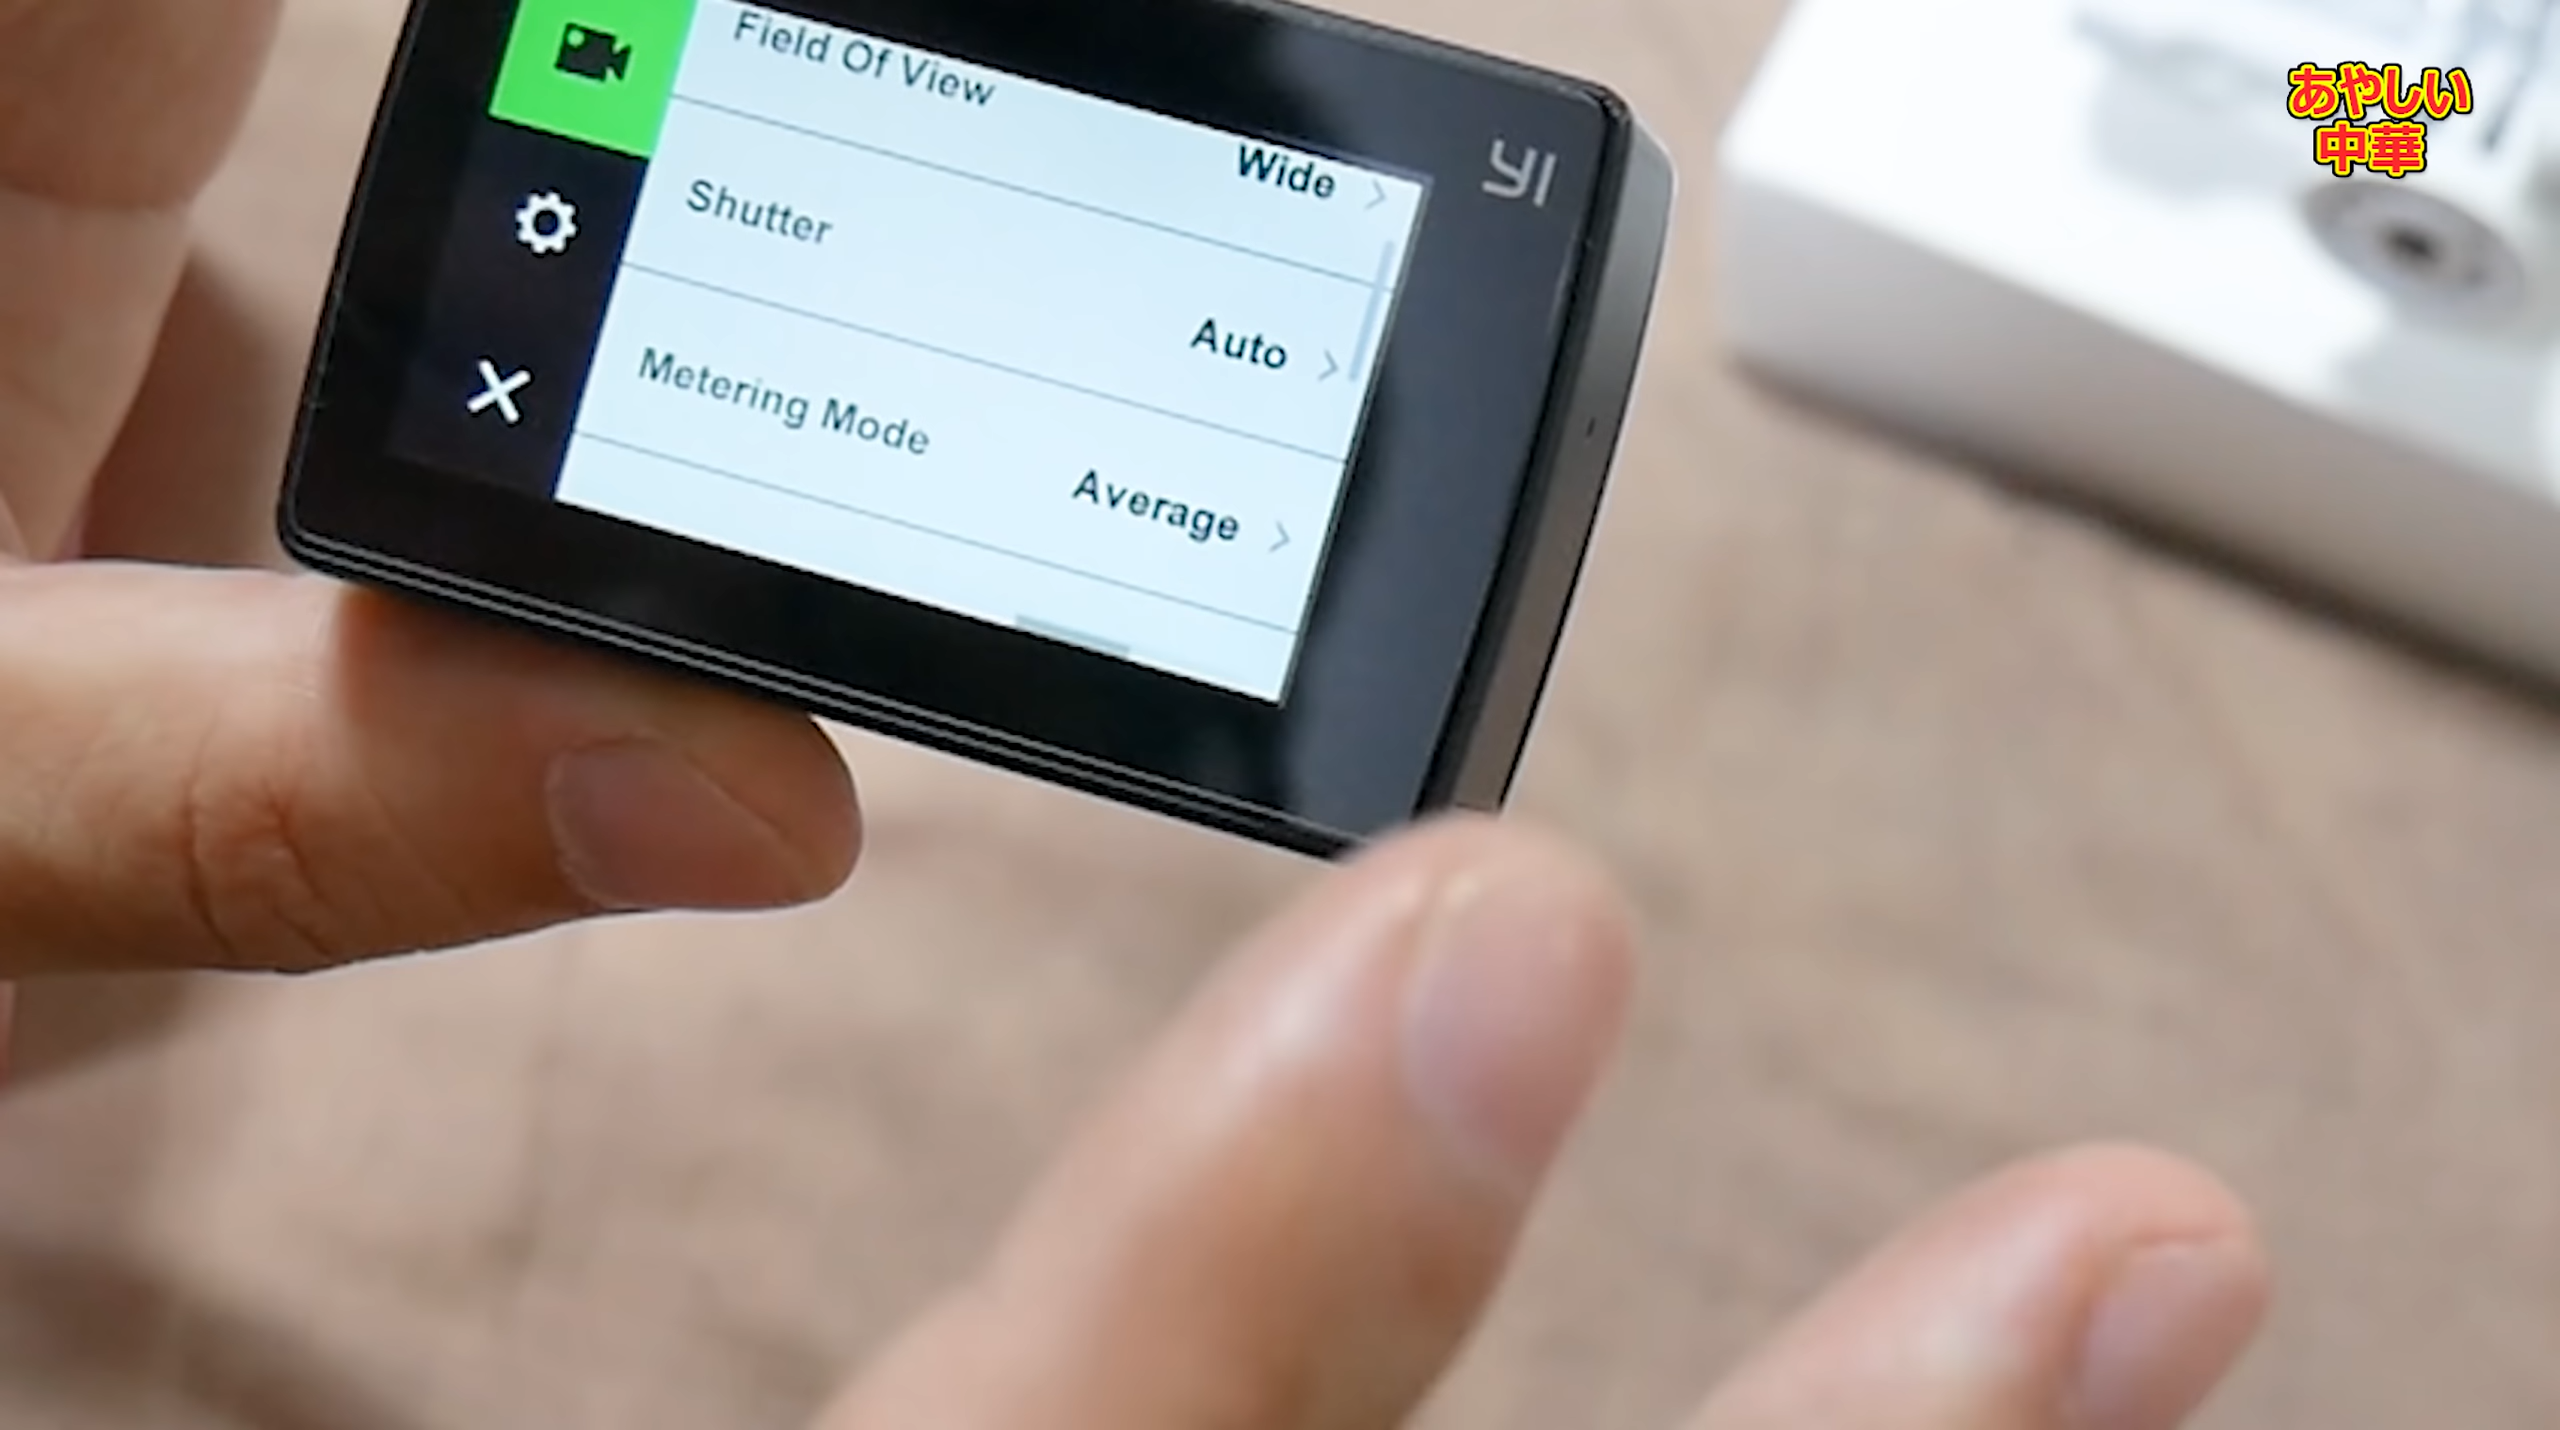 Field Of View
Wide
Shutter
Auto
Metering Mode
Average
YI
あやしい
中華